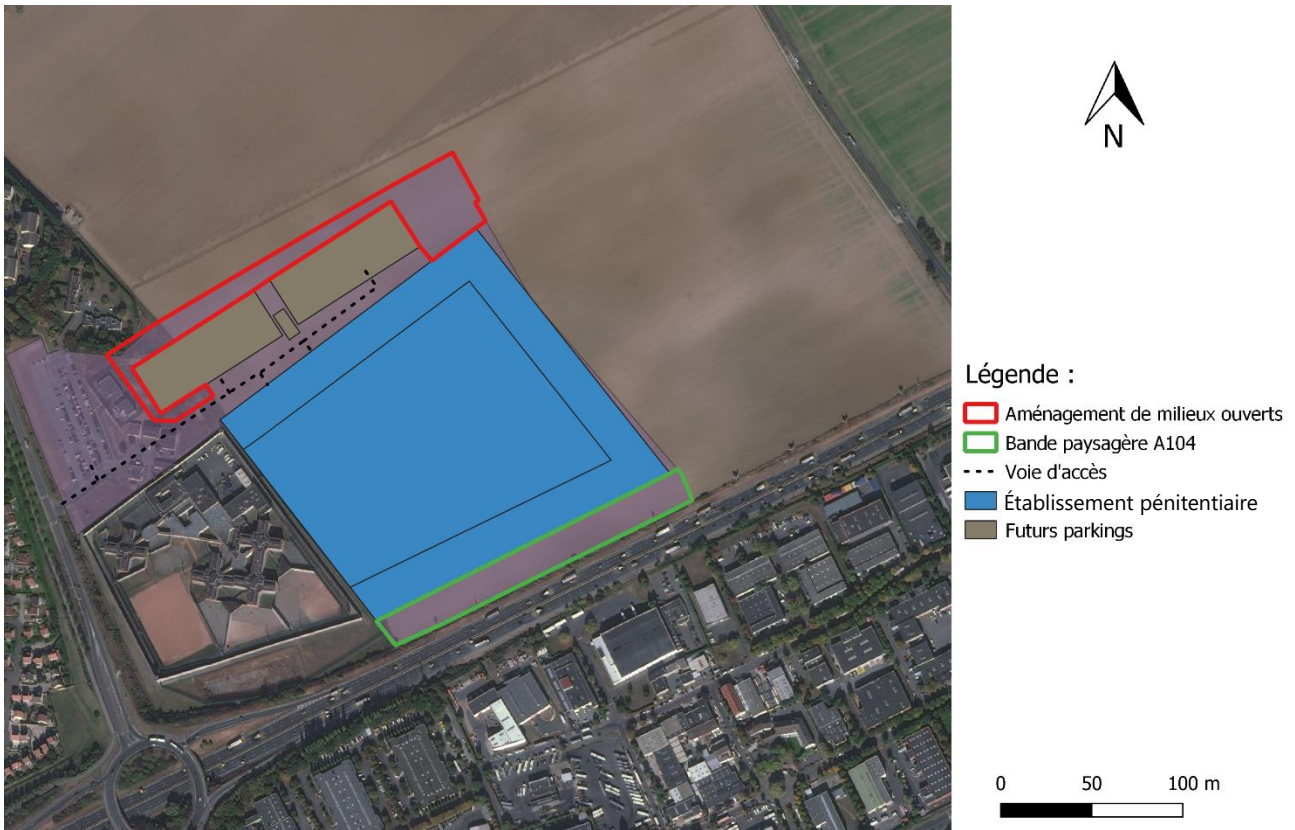 N
Légende :
Aménagement de milieux ouverts
Bande paysagère A104
Voie d'accès
Établissement pénitentiaire
Futurs parkings
0 50 100 m